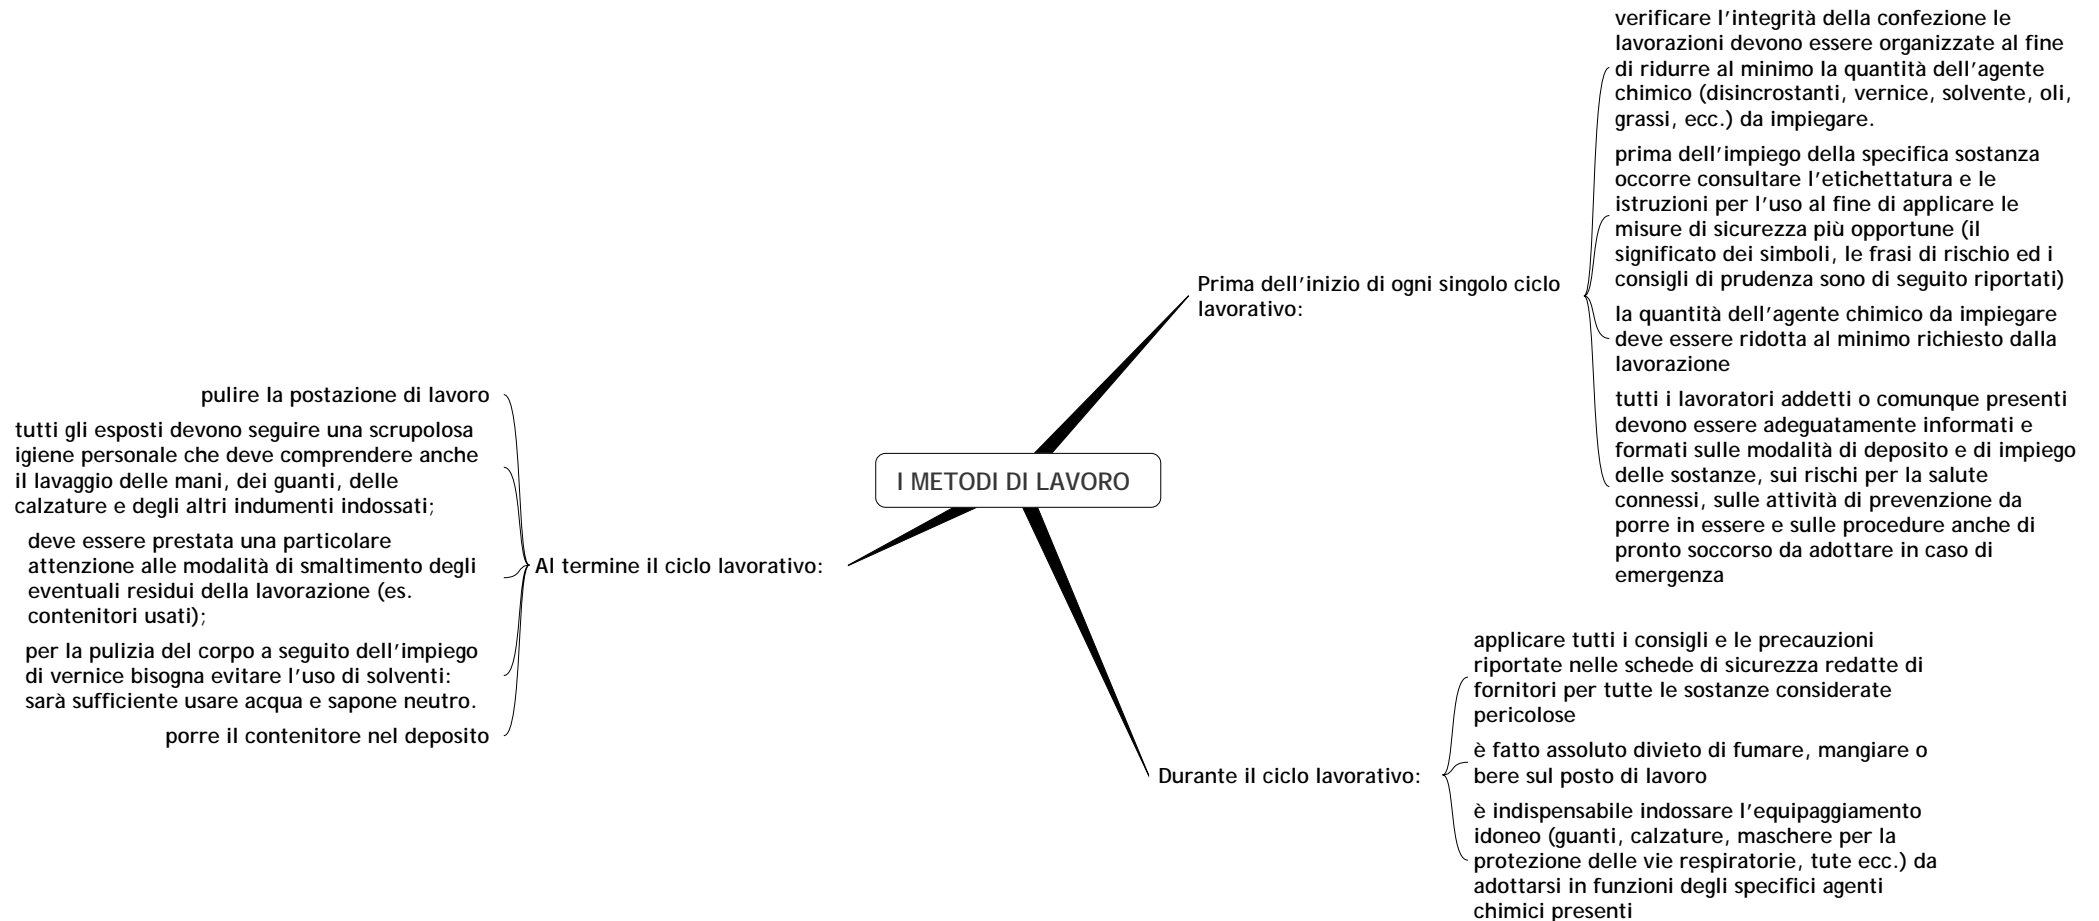 I METODI DI LAVORO
Prima dell'inizio di ogni singolo ciclo
lavorativo:
verificare l'integrità della confezione le
lavorazioni devono essere organizzate al fine
di ridurre al minimo la quantità dell'agente
chimico (disincrostanti, vernice, solvente, oli,
grassi, ecc.) da impiegare.
prima dell'impiego della specifica sostanza
occorre consultare l'etichettatura e le
istruzioni per l'uso al fine di applicare le
misure di sicurezza più opportune (il
significato dei simboli, le frasi di rischio ed i
consigli di prudenza sono di seguito riportati)
la quantità dell'agente chimico da impiegare
deve essere ridotta al minimo richiesto dalla
lavorazione
tutti i lavoratori addetti o comunque presenti
devono essere adeguatamente informati e
formati sulle modalità di deposito e di impiego
delle sostanze, sui rischi per la salute
connessi, sulle attività di prevenzione da
porre in essere e sulle procedure anche di
pronto soccorso da adottare in caso di
emergenza
Durante il ciclo lavorativo:
applicare tutti i consigli e le precauzioni
riportate nelle schede di sicurezza redatte di
fornitori per tutte le sostanze considerate
pericolose
è fatto assoluto divieto di fumare, mangiare o
bere sul posto di lavoro
è indispensabile indossare l'equipaggiamento
idoneo (guanti, calzature, maschere per la
protezione delle vie respiratorie, tute ecc.) da
adottarsi in funzioni degli specifici agenti
chimici presenti
Al termine il ciclo lavorativo:
pulire la postazione di lavoro
tutti gli esposti devono seguire una scrupolosa
igiene personale che deve comprendere anche
il lavaggio delle mani, dei guanti, delle
calzature e degli altri indumenti indossati;
deve essere prestata una particolare
attenzione alle modalità di smaltimento degli
eventuali residui della lavorazione (es.
contenitori usati);
per la pulizia del corpo a seguito dell'impiego
di vernice bisogna evitare l'uso di solventi:
sarà sufficiente usare acqua e sapone neutro.
porre il contenitore nel deposito